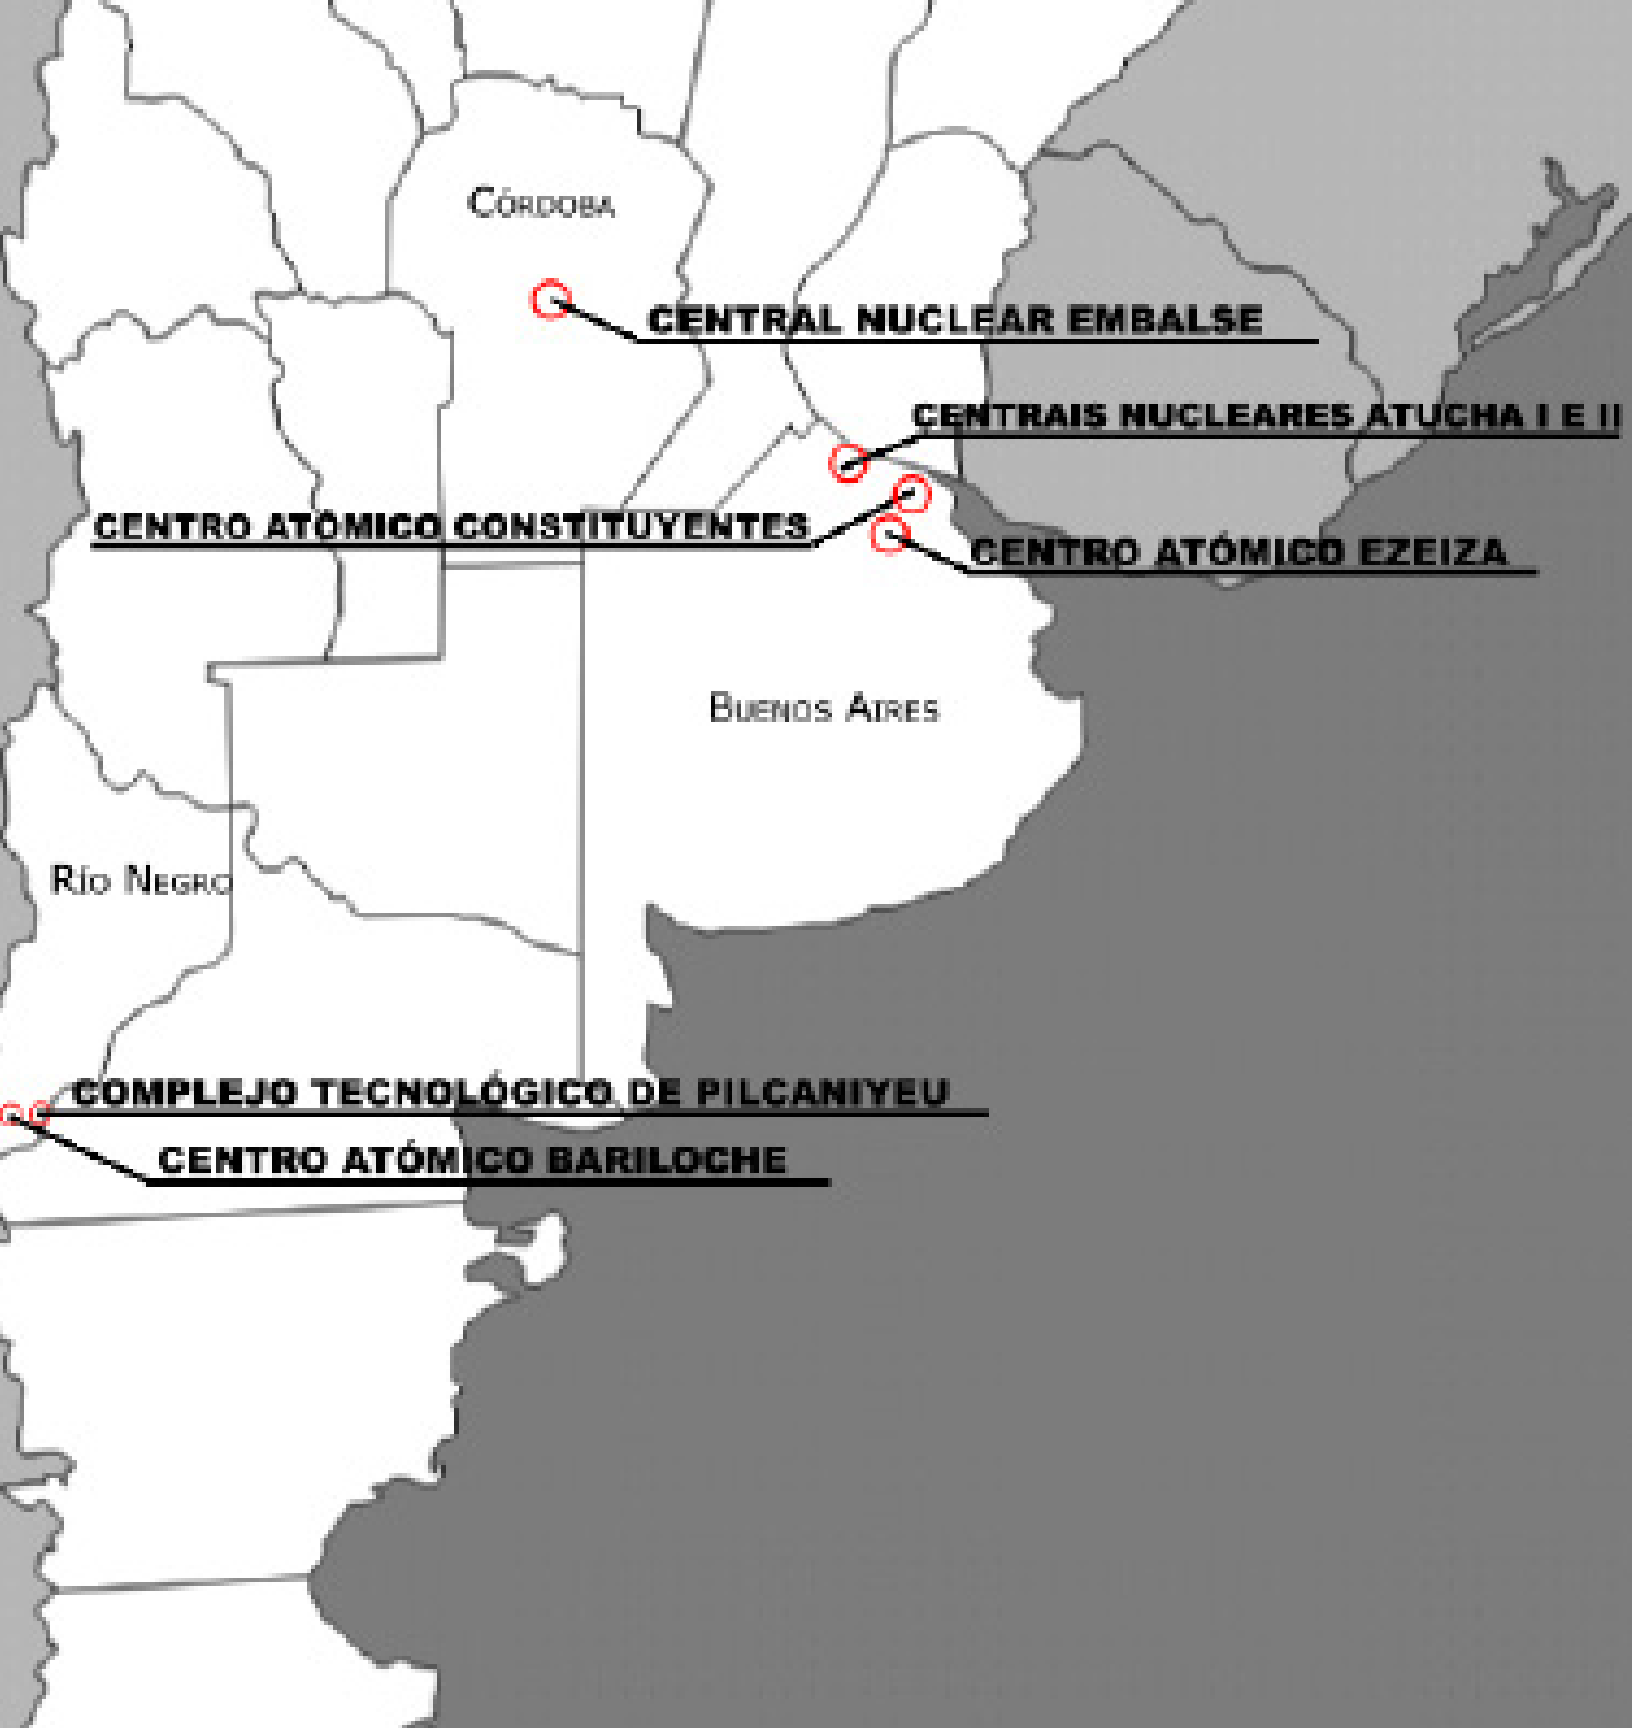 CÓRDOBA
CENTRAL NUCLEAR EMBALSE
CENTRAIS NUCLEARES ATUCHA I E II
CENTRO ATÓMICO CONSTITUYENTES
CENTRO ATÓMICO EZEIZA
BUENOS AIRES
RÍO NEGRO
COMPLEJO TECNOLÓGICO DE PILCANIYEU
CENTRO ATÓMICO BARILOCHE